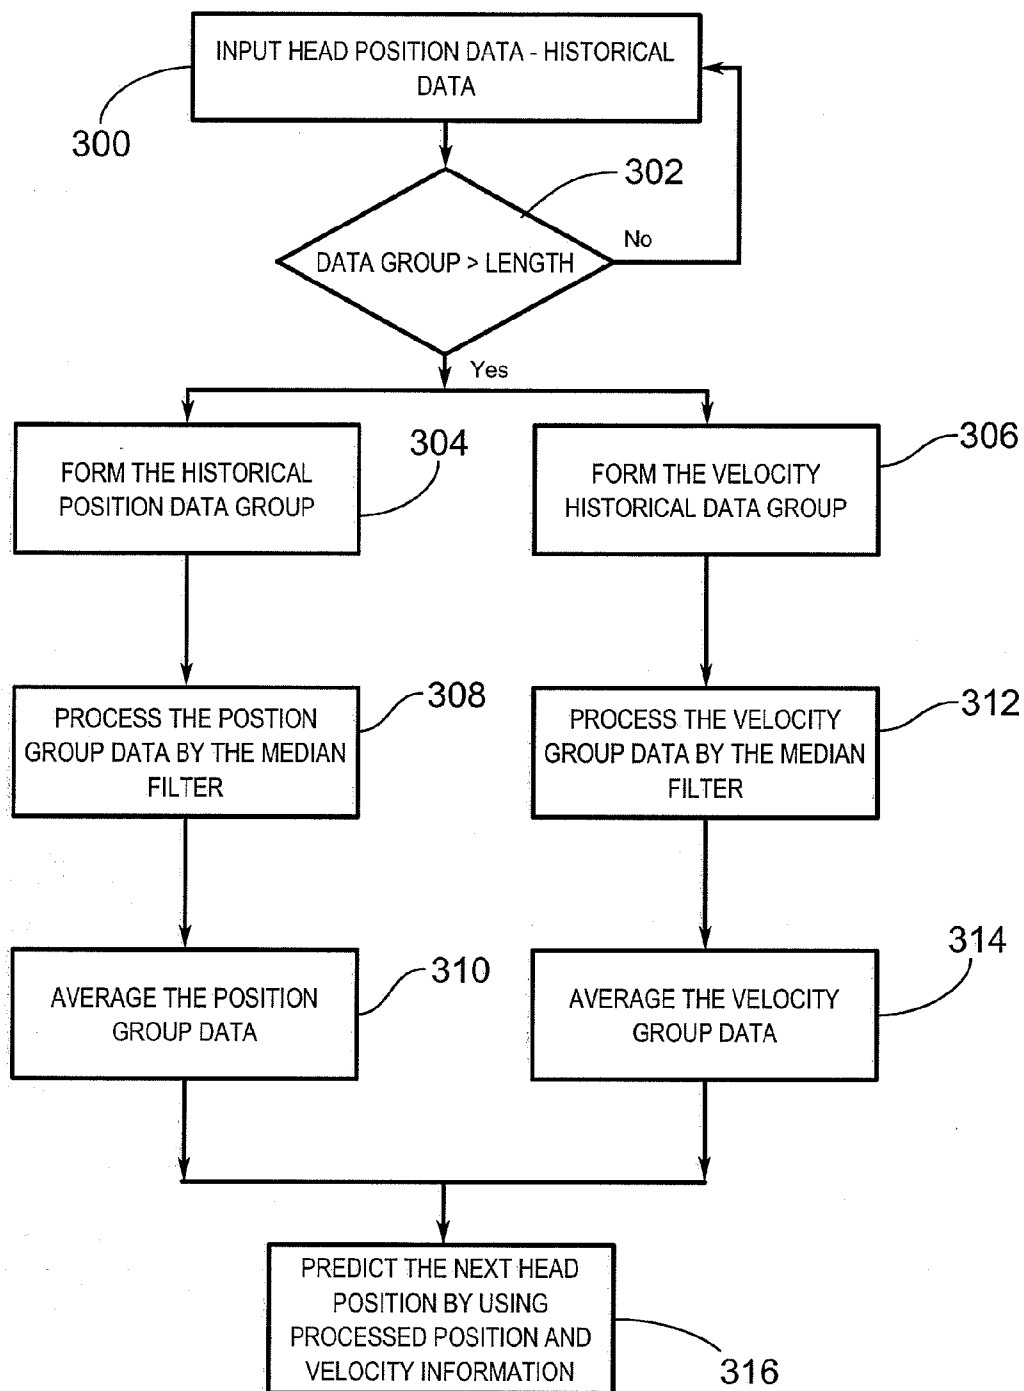 INPUT HEAD POSITION DATA - HISTORICAL
DATA
300
302
No
DATA GROUP > LENGTH
Yes
304
306
FORM THE HISTORICAL
POSITION DATA GROUP
FORM THE VELOCITY
HISTORICAL DATA GROUP
308
312
PROCESS THE POSTION
GROUP DATA BY THE MEDIAN
FILTER
PROCESS THE VELOCITY
GROUP DATA BY THE MEDIAN
FILTER
310
314
AVERAGE THE POSITION
GROUP DATA
AVERAGE THE VELOCITY
GROUP DATA
PREDICT THE NEXT HEAD
POSITION BY USING
PROCESSED POSITION AND
VELOCITY INFORMATION
316